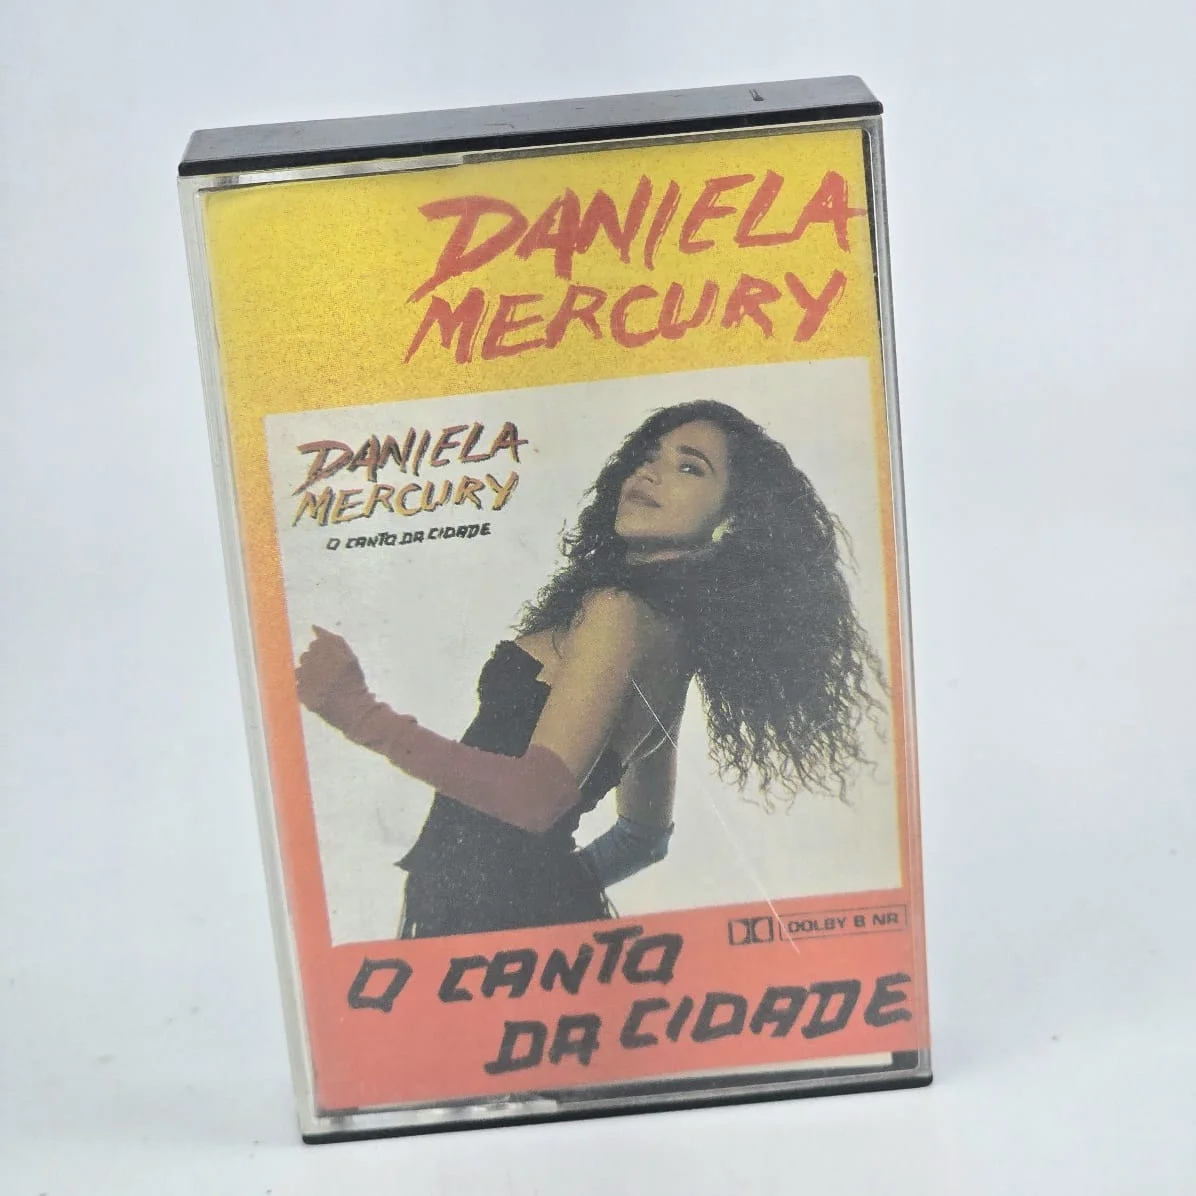 DANIELA
MERCURY
DANIELA
MERCURY
O CANTO DA CIDADE
DOLBY B NR
O CANTO
DA CIDADE